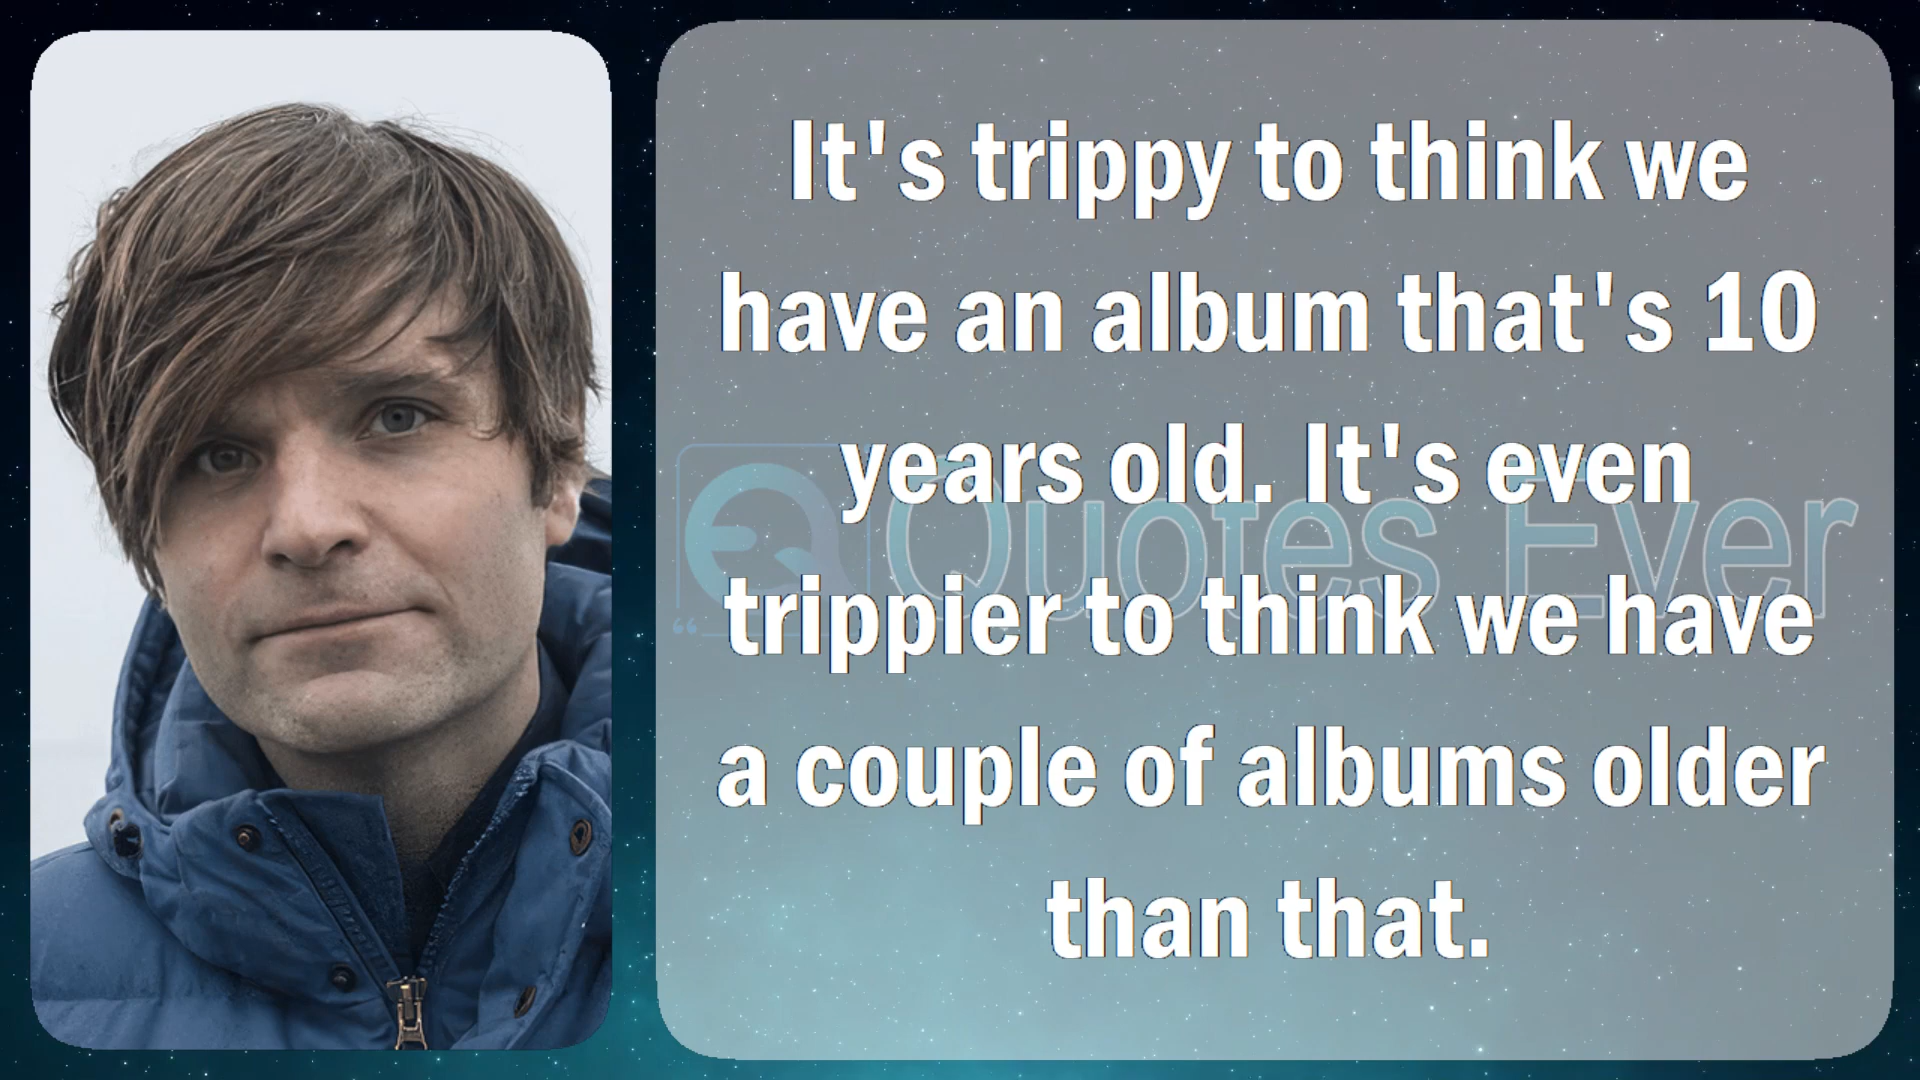 It's trippy to think we
have an album that's 10
years old. It's even
trippier to think we have
a couple of albums older
than that.
Quotes Ever